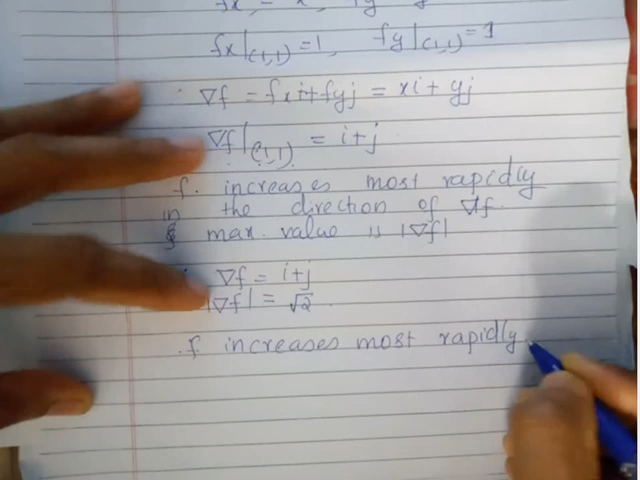 fx|(1,1) = 1, fy|(1,1) = 1
∇f = fxi + fyj = xi + yj
∇f|(1,1) = i + j
f. increases most rapidly
in the direction of ∇f.
& max. value is |∇f|
∇f = i + j
|∇f| = √2
f increases most rapidly